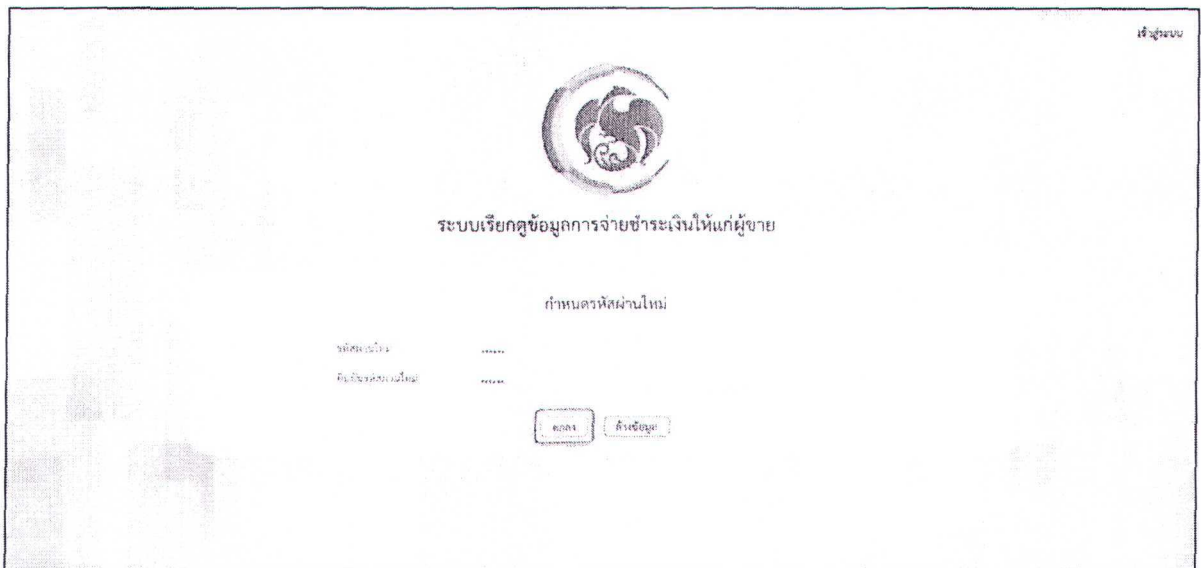 เข้าสู่ระบบ
ระบบเรียกดูข้อมูลการจ่ายชำระเงินให้แก่ผู้ขาย
กำหนดรหัสผ่านใหม่
รหัสผ่านใหม่ •••••••
ยืนยันรหัสผ่านใหม่ •••••••
ตกลง ล้างข้อมูล